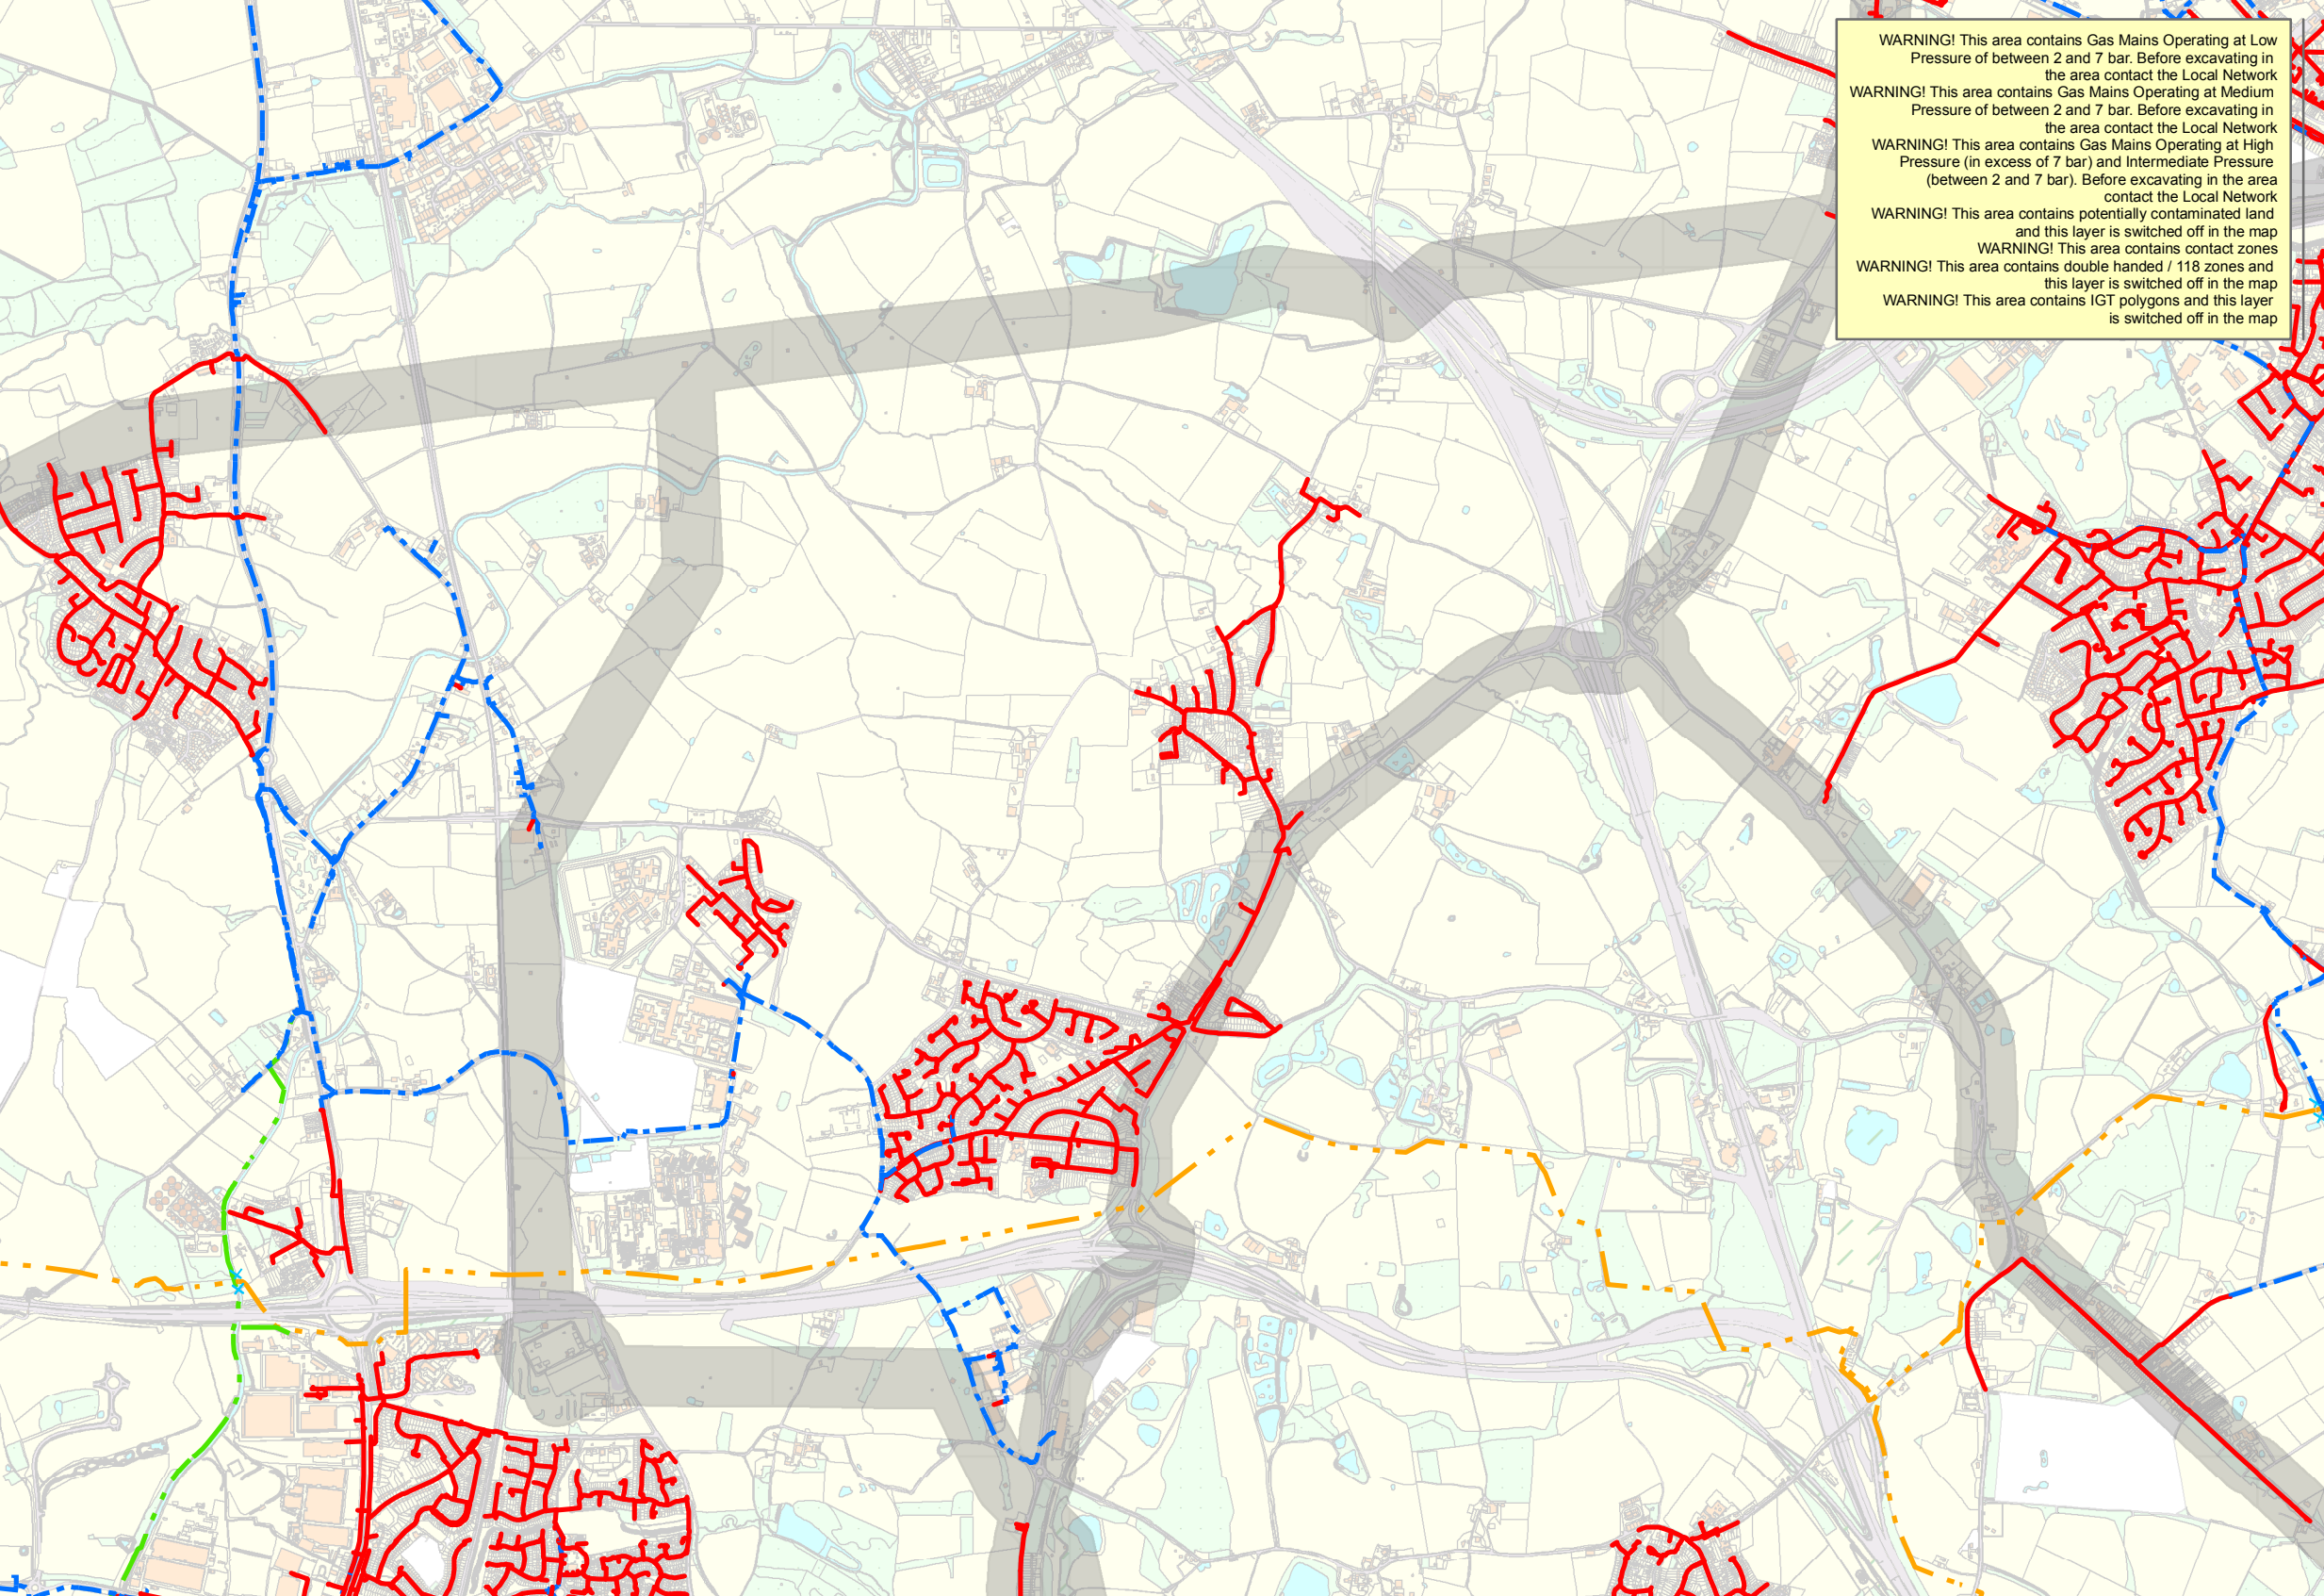 WARNING! This area contains Gas Mains Operating at Low
Pressure of between 2 and 7 bar. Before excavating in
the area contact the Local Network
WARNING! This area contains Gas Mains Operating at Medium
Pressure of between 2 and 7 bar. Before excavating in
the area contact the Local Network
WARNING! This area contains Gas Mains Operating at High
Pressure (in excess of 7 bar) and Intermediate Pressure
(between 2 and 7 bar). Before excavating in the area
contact the Local Network
WARNING! This area contains potentially contaminated land
and this layer is switched off in the map
WARNING! This area contains contact zones
WARNING! This area contains double handed / 118 zones and
this layer is switched off in the map
WARNING! This area contains IGT polygons and this layer
is switched off in the map